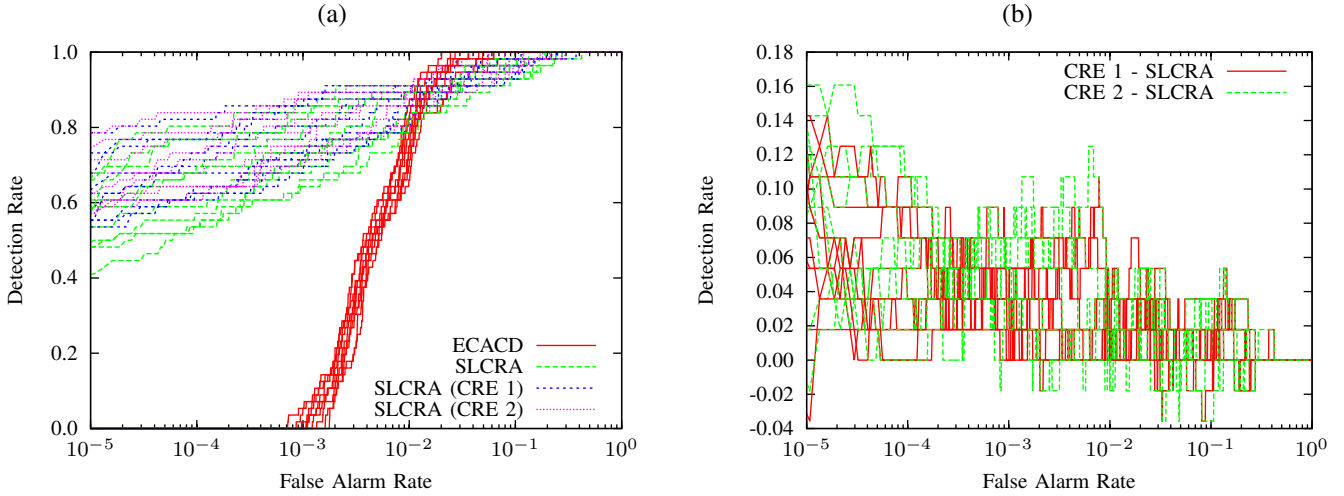 (a)
1.0
0.8
0.6
0.4
0.2
0.0
Detection Rate
ECACD
SLCRA
SLCRA (CRE 1)
SLCRA (CRE 2)
10⁻⁵ 10⁻⁴ 10⁻³ 10⁻² 10⁻¹ 10⁰
False Alarm Rate
(b)
0.18
0.16
0.14
0.12
0.10
0.08
0.06
0.04
0.02
0.00
-0.02
-0.04
Detection Rate
CRE 1 - SLCRA
CRE 2 - SLCRA
10⁻⁵ 10⁻⁴ 10⁻³ 10⁻² 10⁻¹ 10⁰
False Alarm Rate